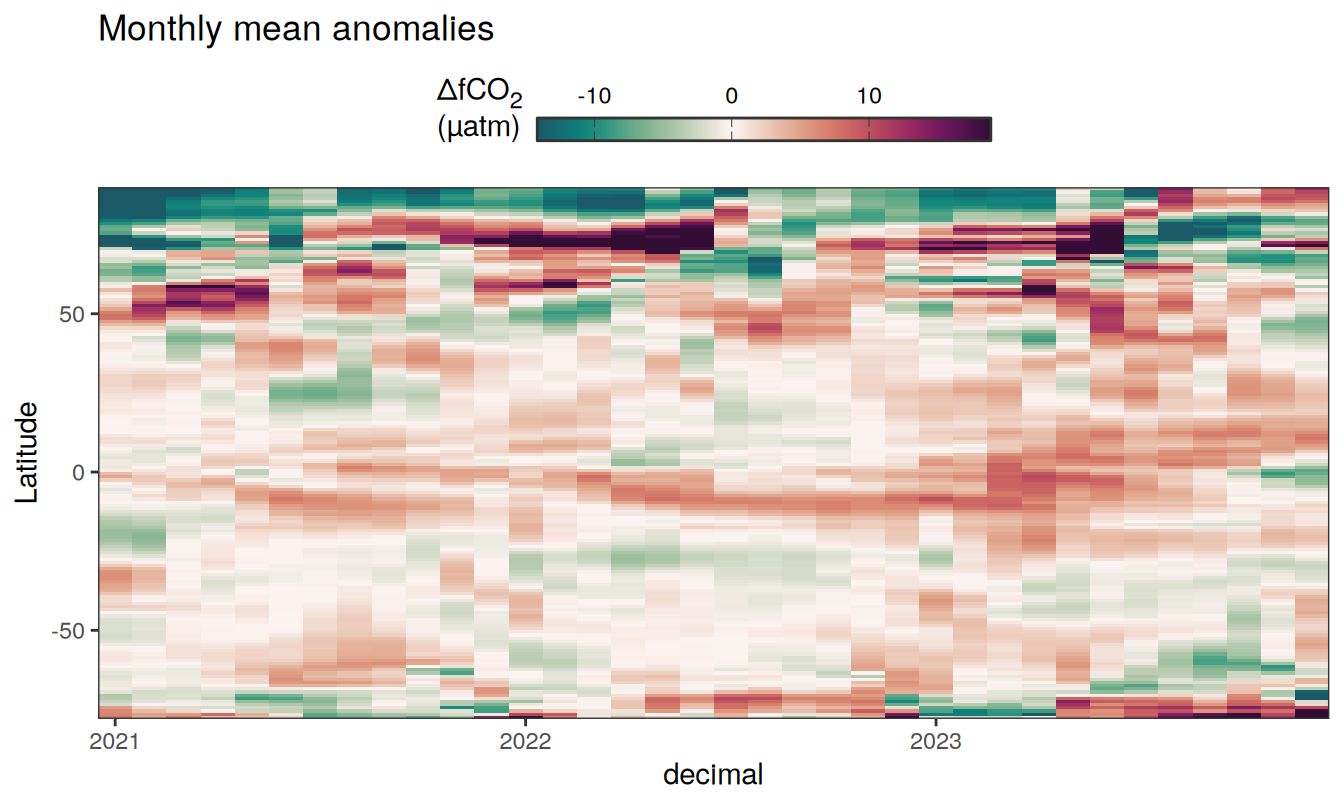 Monthly mean anomalies
ΔfCO₂
(µatm)
-10 0 10
Latitude
50
0
-50
2021 2022 2023
decimal